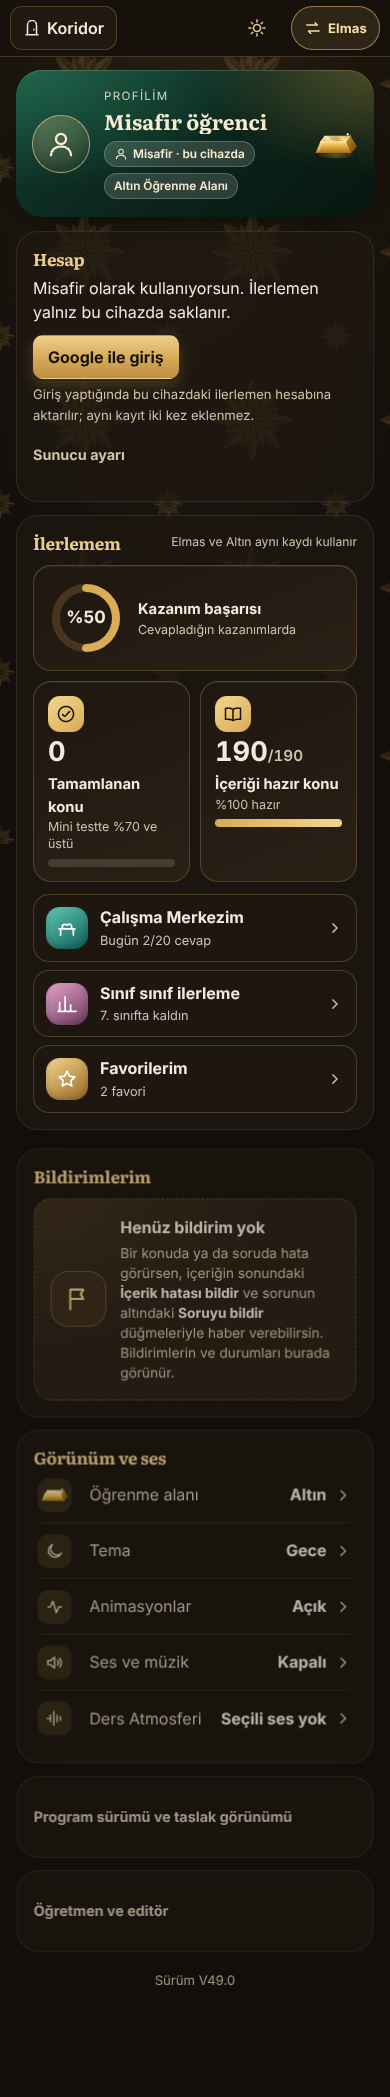 Koridor
Elmas
PROFİLİM
Misafir öğrenci
Misafir · bu cihazda
Altın Öğrenme Alanı
Hesap
Misafir olarak kullanıyorsun. İlerlemen
yalnız bu cihazda saklanır.
Google ile giriş
Giriş yaptığında bu cihazdaki ilerlemen hesabına
aktarılır; aynı kayıt iki kez eklenmez.
Sunucu ayarı
İlerlemem
Elmas ve Altın aynı kaydı kullanır
%50
Kazanım başarısı
Cevapladığın kazanımlarda
0
Tamamlanan
konu
Mini testte %70 ve
üstü
190/190
İçeriği hazır konu
%100 hazır
Çalışma Merkezim
Bugün 2/20 cevap
Sınıf sınıf ilerleme
7. sınıfta kaldın
Favorilerim
2 favori
Bildirimlerim
Henüz bildirim yok
Bir konuda ya da soruda hata
görürsen, içeriğin sonundaki
İçerik hatası bildir ve sorunun
altındaki Soruyu bildir
düğmeleriyle haber verebilirsin.
Bildirimlerin ve durumları burada
görünür.
Görünüm ve ses
Öğrenme alanı Altın
Tema Gece
Animasyonlar Açık
Ses ve müzik Kapalı
Ders Atmosferi Seçili ses yok
Program sürümü ve taslak görünümü
Öğretmen ve editör
Sürüm V49.0